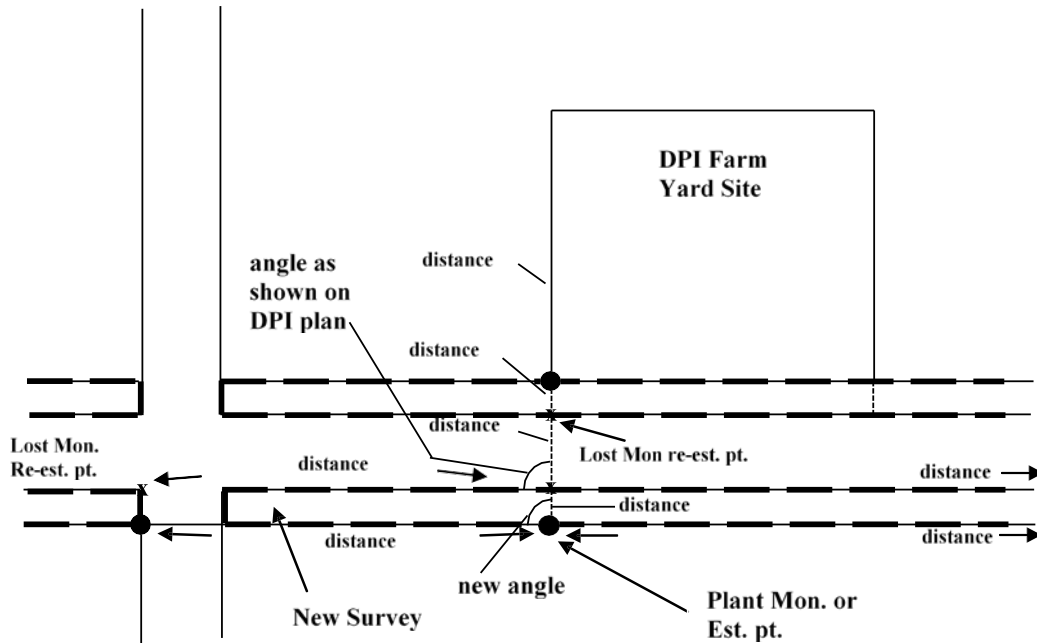 DPI Farm
Yard Site
distance
angle as
shown on
DPI plan
distance
distance
Lost Mon.
Re-est. pt.
x
x
Lost Mon re-est. pt.
distance
distance
x
distance
distance
distance
new angle
New Survey
Plant Mon. or
Est. pt.